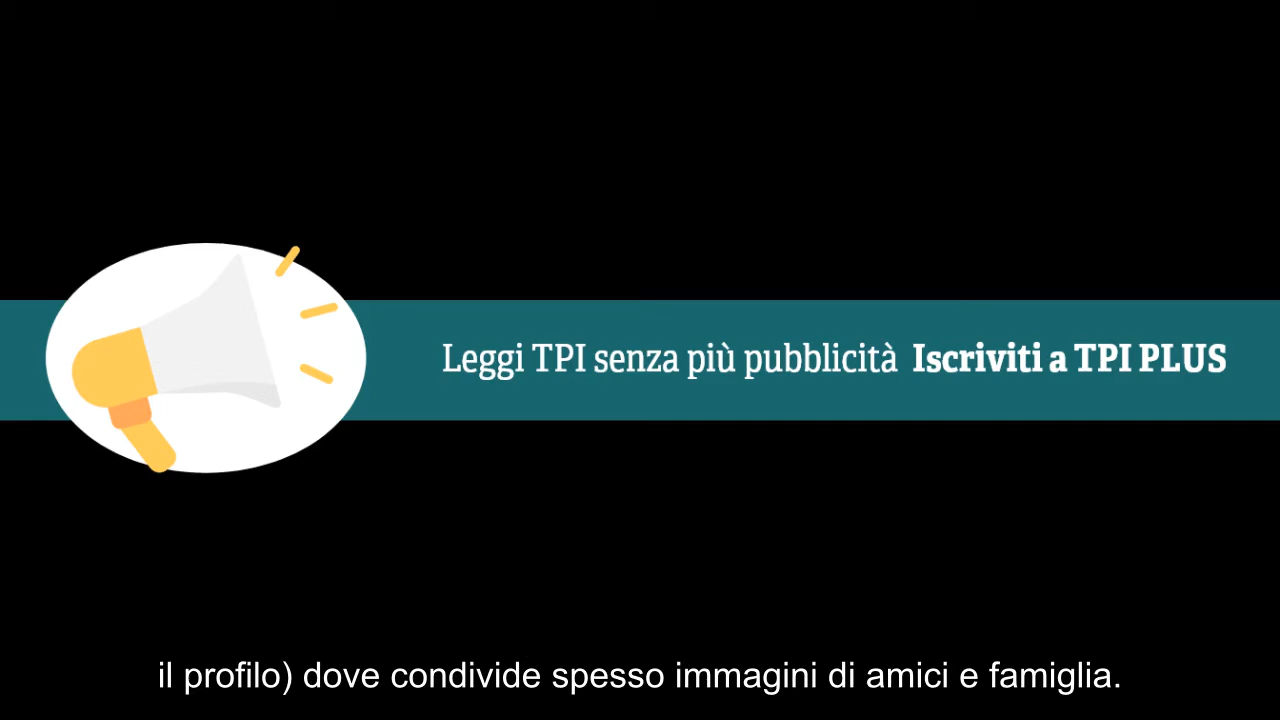 Leggi TPI senza più pubblicità Iscriviti a TPI PLUS
il profilo) dove condivide spesso immagini di amici e famiglia.